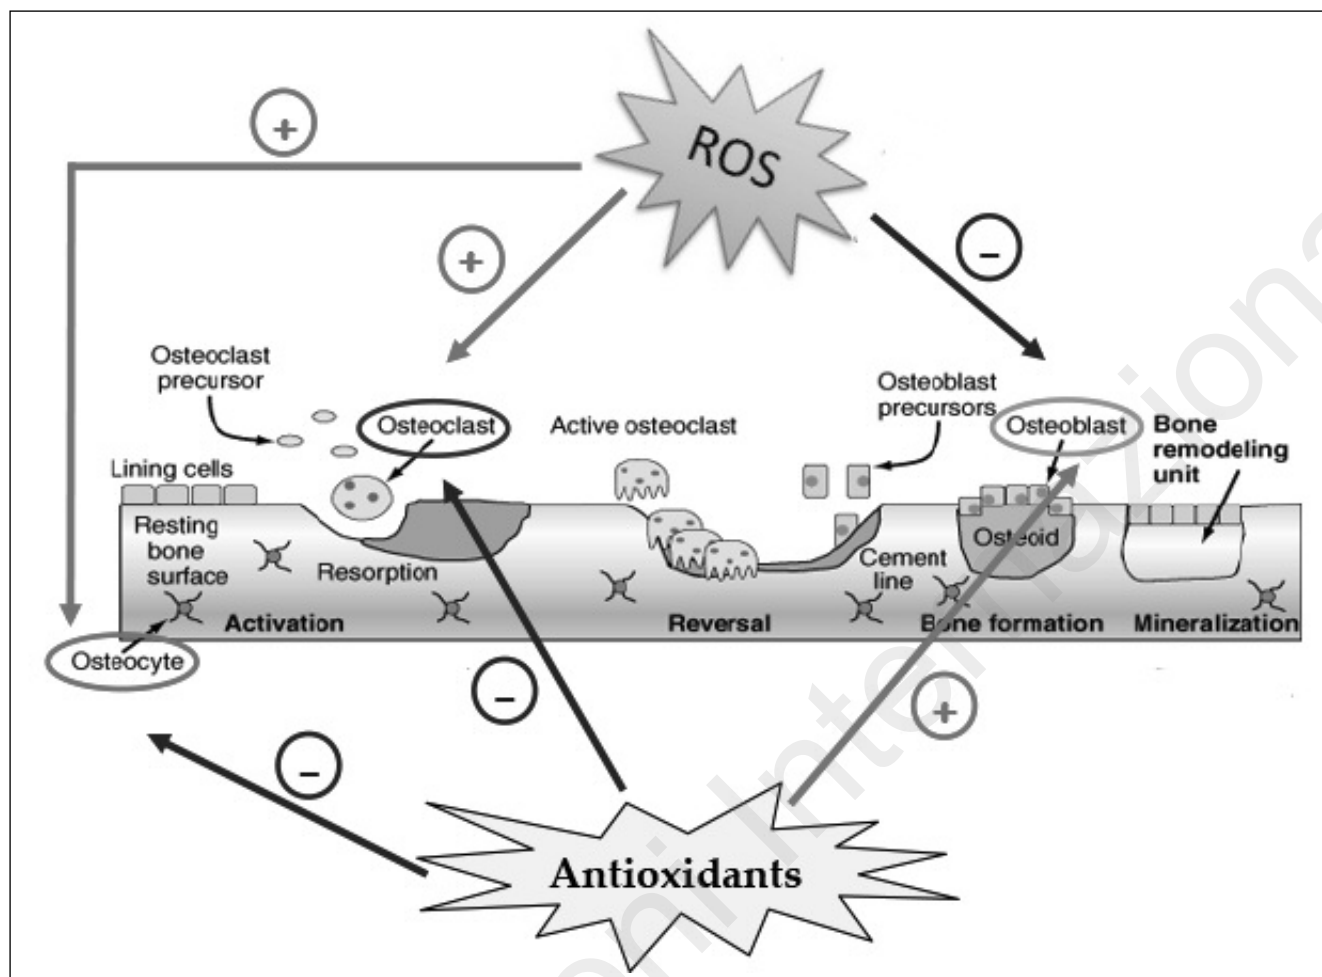 +
ROS
+
−
Osteoclast
precursor
Osteoclast
Active osteoclast
Osteoblast
precursors
Osteoblast
Bone
remodeling
unit
Lining cells
Resting
bone
surface
Resorption
Cement
line
Osteoid
Activation
Reversal
Bone formation
Mineralization
Osteocyte
−
+
−
Antioxidants